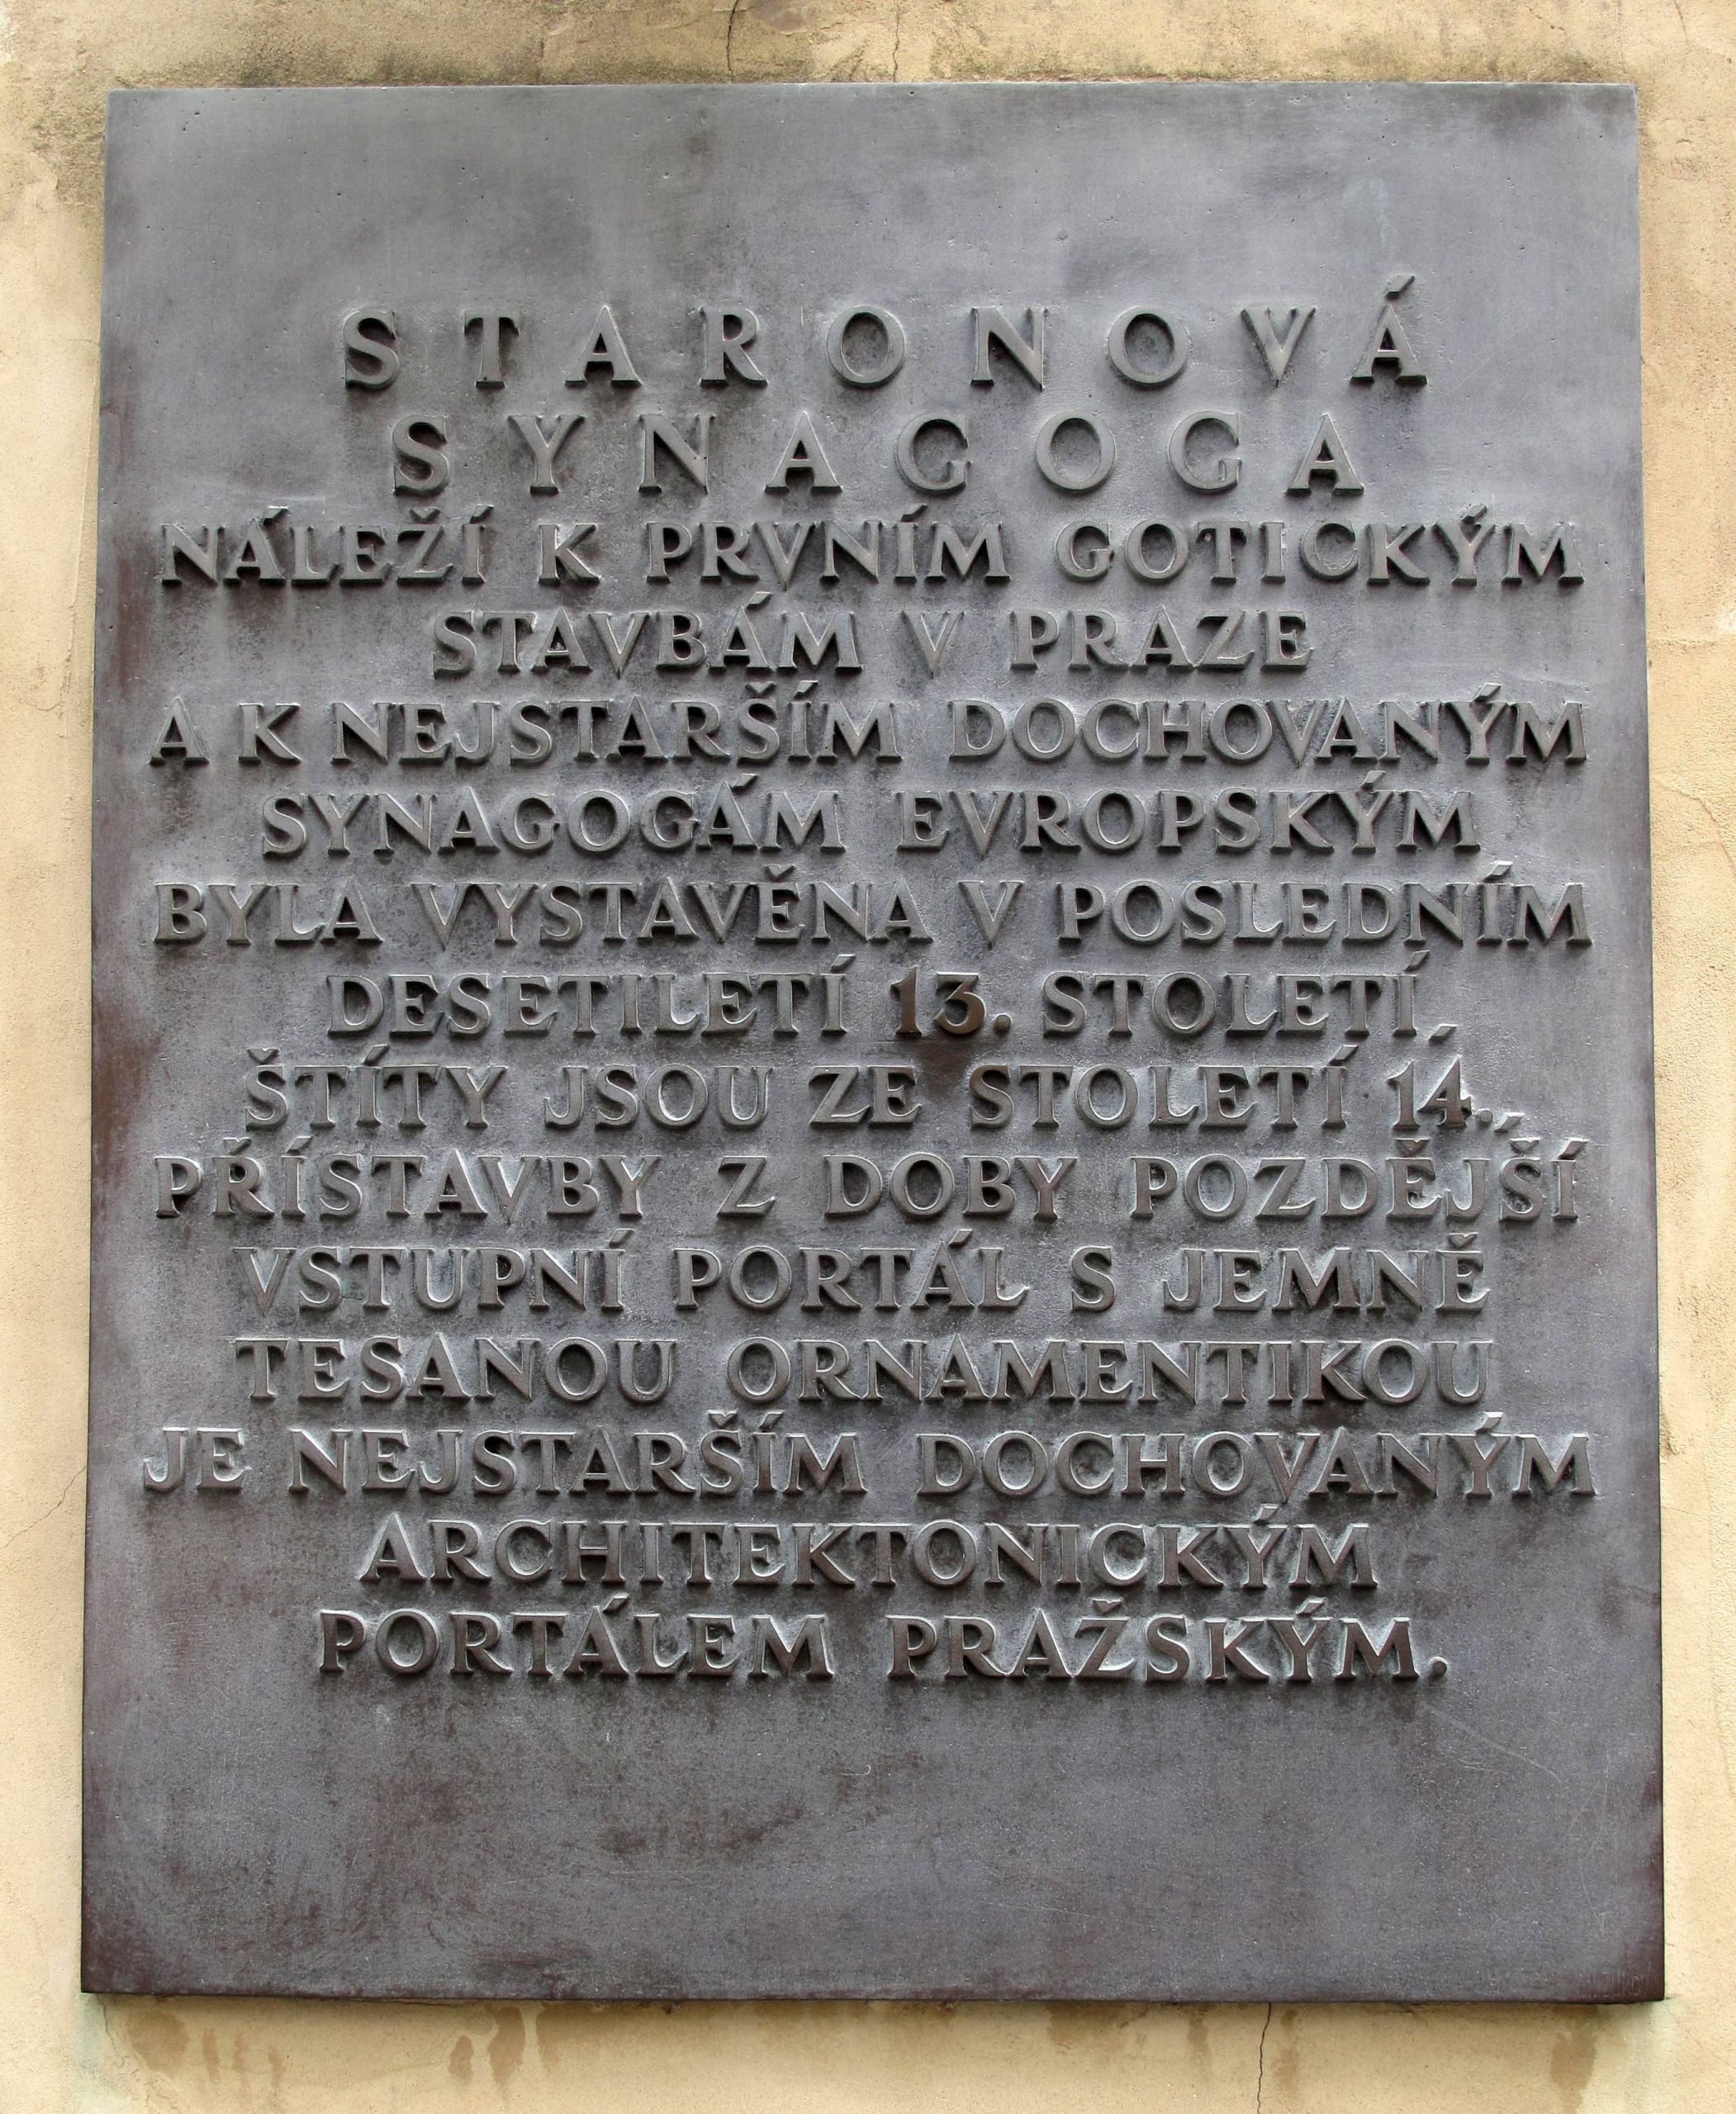 STARONOVÁ
SYNAGOGA
NÁLEŽÍ K PRVNÍM GOTICKÝM
STAVBÁM V PRAZE
A K NEJSTARŠÍM DOCHOVANÝM
SYNAGOGÁM EVROPSKÝM
BYLA VYSTAVĚNA V POSLEDNÍM
DESETILETÍ 13. STOLETÍ,
ŠTÍTY JSOU ZE STOLETÍ 14.,
PŘÍSTAVBY Z DOBY POZDĚJŠÍ
VSTUPNÍ PORTÁL S JEMNĚ
TESANOU ORNAMENTIKOU
JE NEJSTARŠÍM DOCHOVANÝM
ARCHITEKTONICKÝM
PORTÁLEM PRAŽSKÝM.